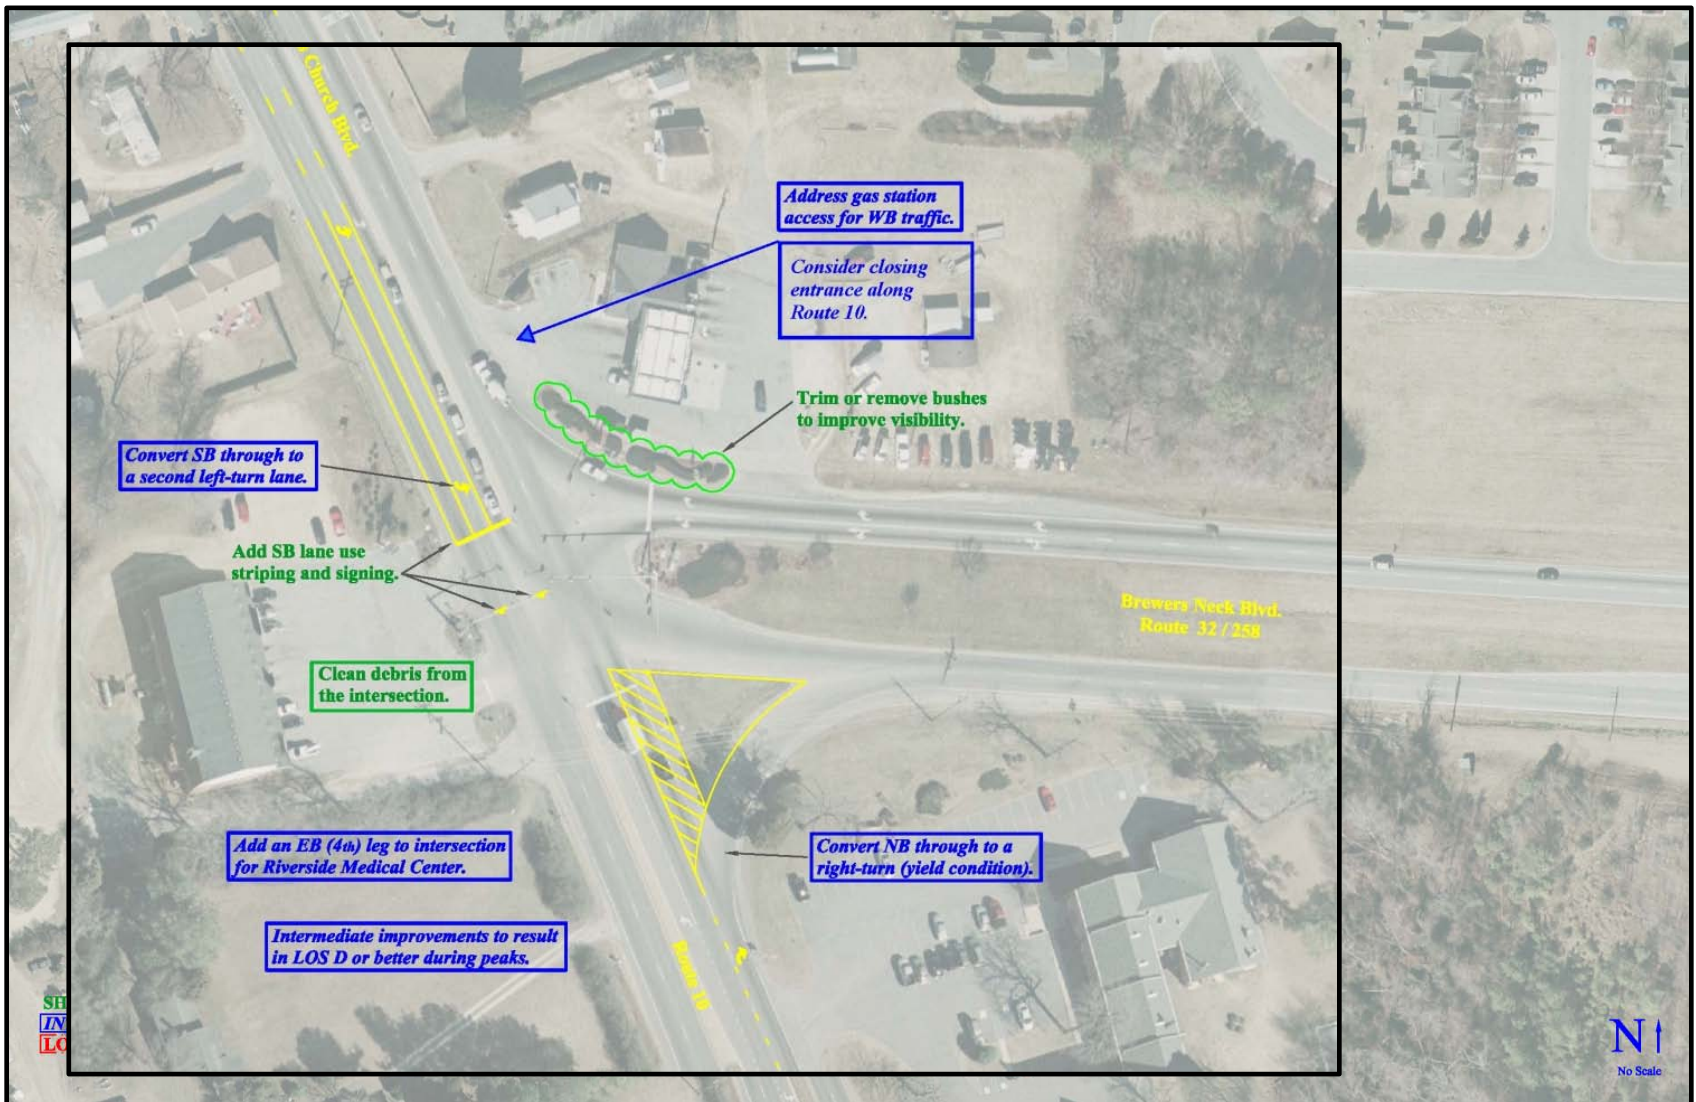 Church Blvd.
Address gas station
access for WB traffic.
Consider closing
entrance along
Route 10.
Trim or remove bushes
to improve visibility.
Convert SB through to
a second left-turn lane.
Add SB lane use
striping and signing.
Brewers Neck Blvd.
Route 32 / 258
Clean debris from
the intersection.
Add an EB (4th) leg to intersection
for Riverside Medical Center.
Convert NB through to a
right-turn (yield condition).
Intermediate improvements to result
in LOS D or better during peaks.
Route 10
SH
IN
LO
N
No Scale